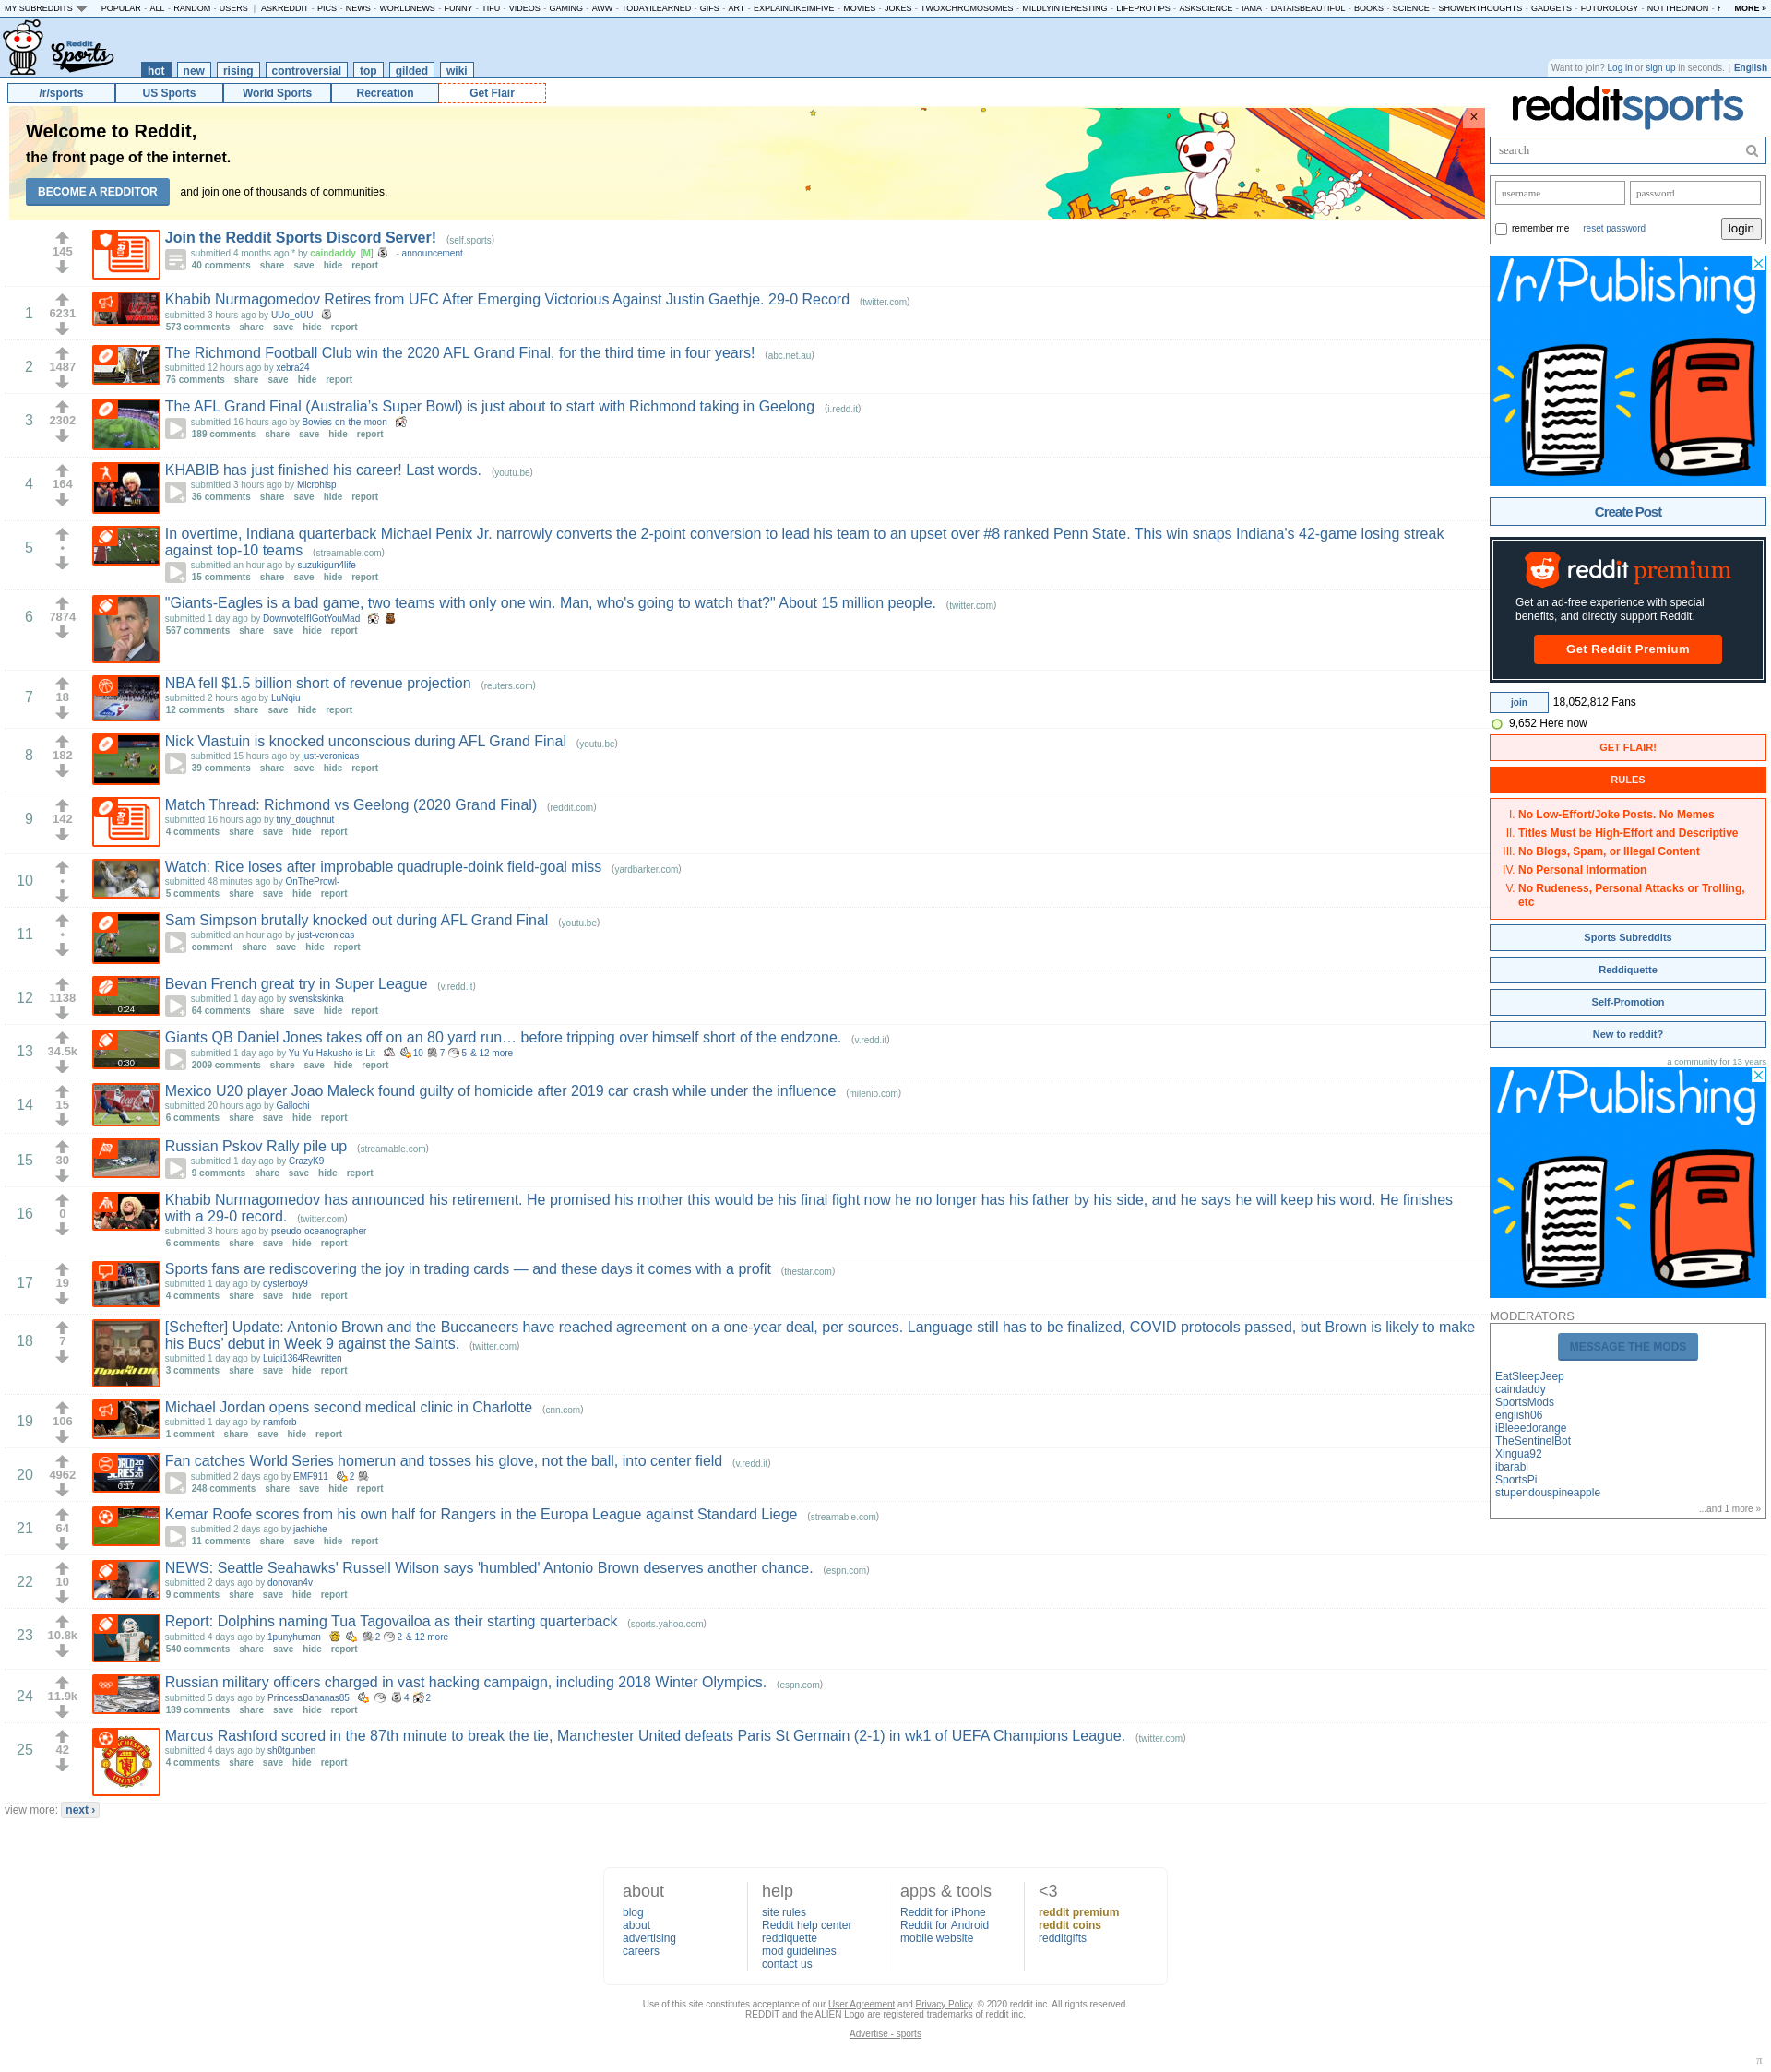 MY SUBREDDITS POPULAR - ALL - RANDOM - USERS | ASKREDDIT - PICS - NEWS - WORLDNEWS - FUNNY - TIFU - VIDEOS - GAMING - AWW - TODAYILEARNED - GIFS - ART - EXPLAINLIKEIMFIVE - MOVIES - JOKES - TWOXCHROMOSOMES - MILDLYINTERESTING - LIFEPROTIPS - ASKSCIENCE - IAMA - DATAISBEAUTIFUL - BOOKS - SCIENCE - SHOWERTHOUGHTS - GADGETS - FUTUROLOGY - NOTTHEONION - MORE »
Reddit
Sports
hot new rising controversial top gilded wiki
Want to join? Log in or sign up in seconds. | English
/r/sports US Sports World Sports Recreation Get Flair
redditsports
Welcome to Reddit,
the front page of the internet.
BECOME A REDDITOR and join one of thousands of communities.
search
username password
remember me reset password login
145
Join the Reddit Sports Discord Server! (self.sports)
submitted 4 months ago * by caindaddy [M] - announcement
40 comments share save hide report
1
6231
Khabib Nurmagomedov Retires from UFC After Emerging Victorious Against Justin Gaethje. 29-0 Record (twitter.com)
submitted 3 hours ago by UUo_oUU
573 comments share save hide report
2
1487
The Richmond Football Club win the 2020 AFL Grand Final, for the third time in four years! (abc.net.au)
submitted 12 hours ago by xebra24
76 comments share save hide report
3
2302
The AFL Grand Final (Australia's Super Bowl) is just about to start with Richmond taking in Geelong (i.redd.it)
submitted 16 hours ago by Bowies-on-the-moon
189 comments share save hide report
4
164
KHABIB has just finished his career! Last words. (youtu.be)
submitted 3 hours ago by Microhisp
36 comments share save hide report
5
•
In overtime, Indiana quarterback Michael Penix Jr. narrowly converts the 2-point conversion to lead his team to an upset over #8 ranked Penn State. This win snaps Indiana's 42-game losing streak
against top-10 teams (streamable.com)
submitted an hour ago by suzukigun4life
15 comments share save hide report
6
7874
"Giants-Eagles is a bad game, two teams with only one win. Man, who's going to watch that?" About 15 million people. (twitter.com)
submitted 1 day ago by DownvoteIfIGotYouMad
567 comments share save hide report
7
18
NBA fell $1.5 billion short of revenue projection (reuters.com)
submitted 2 hours ago by LuNqiu
12 comments share save hide report
8
182
Nick Vlastuin is knocked unconscious during AFL Grand Final (youtu.be)
submitted 15 hours ago by just-veronicas
39 comments share save hide report
9
142
Match Thread: Richmond vs Geelong (2020 Grand Final) (reddit.com)
submitted 16 hours ago by tiny_doughnut
4 comments share save hide report
10
•
Watch: Rice loses after improbable quadruple-doink field-goal miss (yardbarker.com)
submitted 48 minutes ago by OnTheProwl-
5 comments share save hide report
11
•
Sam Simpson brutally knocked out during AFL Grand Final (youtu.be)
submitted an hour ago by just-veronicas
comment share save hide report
12
1138
0:24
Bevan French great try in Super League (v.redd.it)
submitted 1 day ago by svenskskinka
64 comments share save hide report
13
34.5k
0:30
Giants QB Daniel Jones takes off on an 80 yard run… before tripping over himself short of the endzone. (v.redd.it)
submitted 1 day ago by Yu-Yu-Hakusho-is-Lit 10 7 5 & 12 more
2009 comments share save hide report
14
15
Mexico U20 player Joao Maleck found guilty of homicide after 2019 car crash while under the influence (milenio.com)
submitted 20 hours ago by Gallochi
6 comments share save hide report
15
30
Russian Pskov Rally pile up (streamable.com)
submitted 1 day ago by CrazyK9
9 comments share save hide report
16
0
Khabib Nurmagomedov has announced his retirement. He promised his mother this would be his final fight now he no longer has his father by his side, and he says he will keep his word. He finishes
with a 29-0 record. (twitter.com)
submitted 3 hours ago by pseudo-oceanographer
6 comments share save hide report
17
19
Sports fans are rediscovering the joy in trading cards — and these days it comes with a profit (thestar.com)
submitted 1 day ago by oysterboy9
4 comments share save hide report
18
7
Tipped Off
[Schefter] Update: Antonio Brown and the Buccaneers have reached agreement on a one-year deal, per sources. Language still has to be finalized, COVID protocols passed, but Brown is likely to make
his Bucs' debut in Week 9 against the Saints. (twitter.com)
submitted 1 day ago by Luigi1364Rewritten
3 comments share save hide report
19
106
Michael Jordan opens second medical clinic in Charlotte (cnn.com)
submitted 1 day ago by namforb
1 comment share save hide report
20
4962
0:17
Fan catches World Series homerun and tosses his glove, not the ball, into center field (v.redd.it)
submitted 2 days ago by EMF911 2
248 comments share save hide report
21
64
Kemar Roofe scores from his own half for Rangers in the Europa League against Standard Liege (streamable.com)
submitted 2 days ago by jachiche
11 comments share save hide report
22
10
NEWS: Seattle Seahawks' Russell Wilson says 'humbled' Antonio Brown deserves another chance. (espn.com)
submitted 2 days ago by donovan4v
9 comments share save hide report
23
10.8k
Report: Dolphins naming Tua Tagovailoa as their starting quarterback (sports.yahoo.com)
submitted 4 days ago by 1punyhuman 2 2 & 12 more
540 comments share save hide report
24
11.9k
Russian military officers charged in vast hacking campaign, including 2018 Winter Olympics. (espn.com)
submitted 5 days ago by PrincessBananas85 4 2
189 comments share save hide report
25
42
MANCHESTER UNITED
Marcus Rashford scored in the 87th minute to break the tie, Manchester United defeats Paris St Germain (2-1) in wk1 of UEFA Champions League. (twitter.com)
submitted 4 days ago by sh0tgunben
4 comments share save hide report
view more: next ›
/r/Publishing
Create Post
reddit premium
Get an ad-free experience with special
benefits, and directly support Reddit.
Get Reddit Premium
join 18,052,812 Fans
9,652 Here now
GET FLAIR!
RULES
I. No Low-Effort/Joke Posts. No Memes
II. Titles Must be High-Effort and Descriptive
III. No Blogs, Spam, or Illegal Content
IV. No Personal Information
V. No Rudeness, Personal Attacks or Trolling,
etc
Sports Subreddits
Reddiquette
Self-Promotion
New to reddit?
a community for 13 years
/r/Publishing
MODERATORS
MESSAGE THE MODS
EatSleepJeep
caindaddy
SportsMods
english06
iBleeedorange
TheSentinelBot
Xingua92
ibarabi
SportsPi
stupendouspineapple
...and 1 more »
about
blog
about
advertising
careers
help
site rules
Reddit help center
reddiquette
mod guidelines
contact us
apps & tools
Reddit for iPhone
Reddit for Android
mobile website
<3
reddit premium
reddit coins
redditgifts
Use of this site constitutes acceptance of our User Agreement and Privacy Policy. © 2020 reddit inc. All rights reserved.
REDDIT and the ALIEN Logo are registered trademarks of reddit inc.
Advertise - sports
π